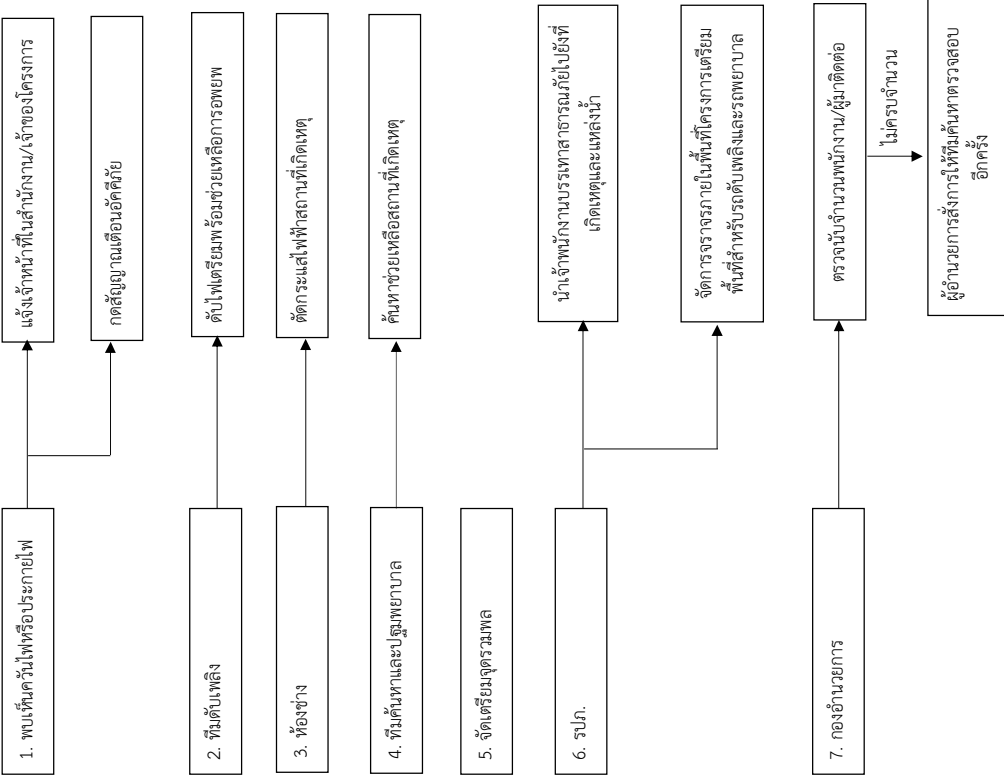 1. พบเห็นควันไฟหรือประกายไฟ
แจ้งเจ้าหน้าที่ในสำนักงาน/เจ้าของโครงการ
กดสัญญาณเตือนอัคคีภัย
2. ทีมดับเพลิง
ดับไฟเตรียมพร้อมช่วยเหลือการอพยพ
3. ห้องช่าง
ตัดกระแสไฟฟ้าสถานที่เกิดเหตุ
4. ทีมค้นหาและปฐมพยาบาล
ค้นหาช่วยเหลือสถานที่เกิดเหตุ
5. จัดเตรียมจุดรวมพล
6. รปภ.
นำเจ้าพนักงานบรรเทาสาธารณภัยไปยังที่
เกิดเหตุและแหล่งน้ำ
จัดการจราจรภายในพื้นที่โครงการเตรียม
พื้นที่สำหรับรถดับเพลิงและรถพยาบาล
7. กองอำนวยการ
ตรวจนับจำนวนพนักงาน/ผู้มาติดต่อ
ไม่ครบจำนวน
ผู้อำนวยการสั่งการให้ทีมค้นหาตรวจสอบ
อีกครั้ง